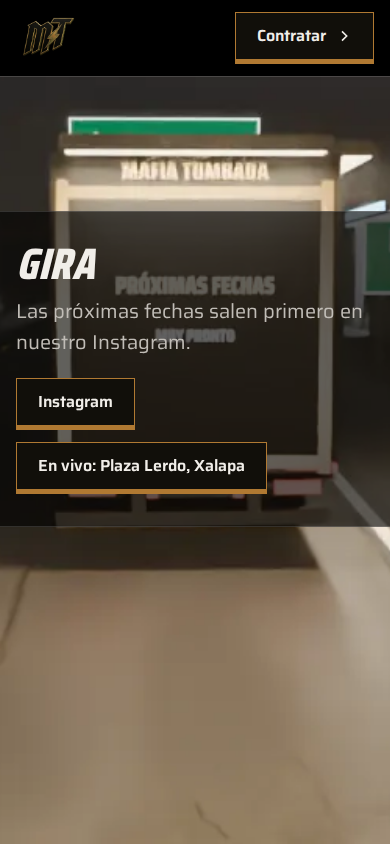 MT
Contratar
MAFIA TUMBADA
GIRA
PRÓXIMAS FECHAS
Las próximas fechas salen primero en
nuestro Instagram.
MUY PRONTO
Instagram
En vivo: Plaza Lerdo, Xalapa